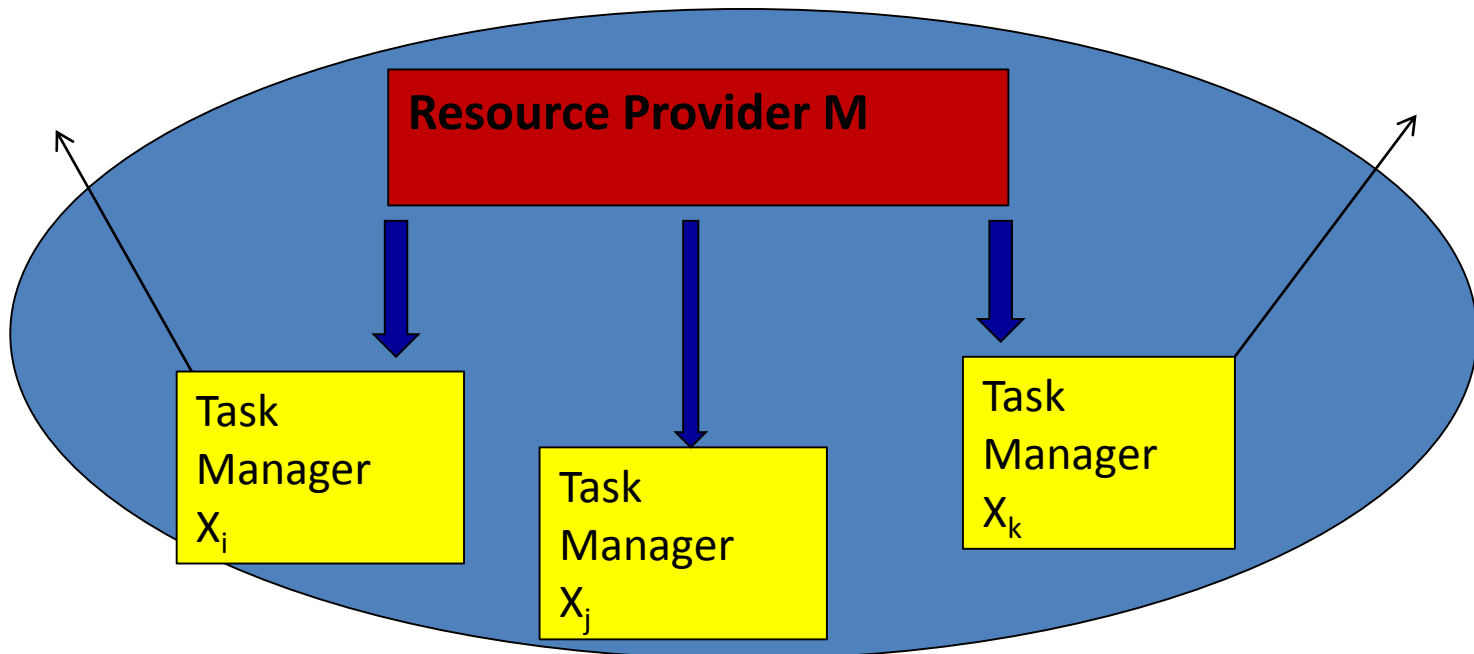 Resource Provider M
Task
Manager
Xᵢ
Task
Manager
Xⱼ
Task
Manager
Xₖ